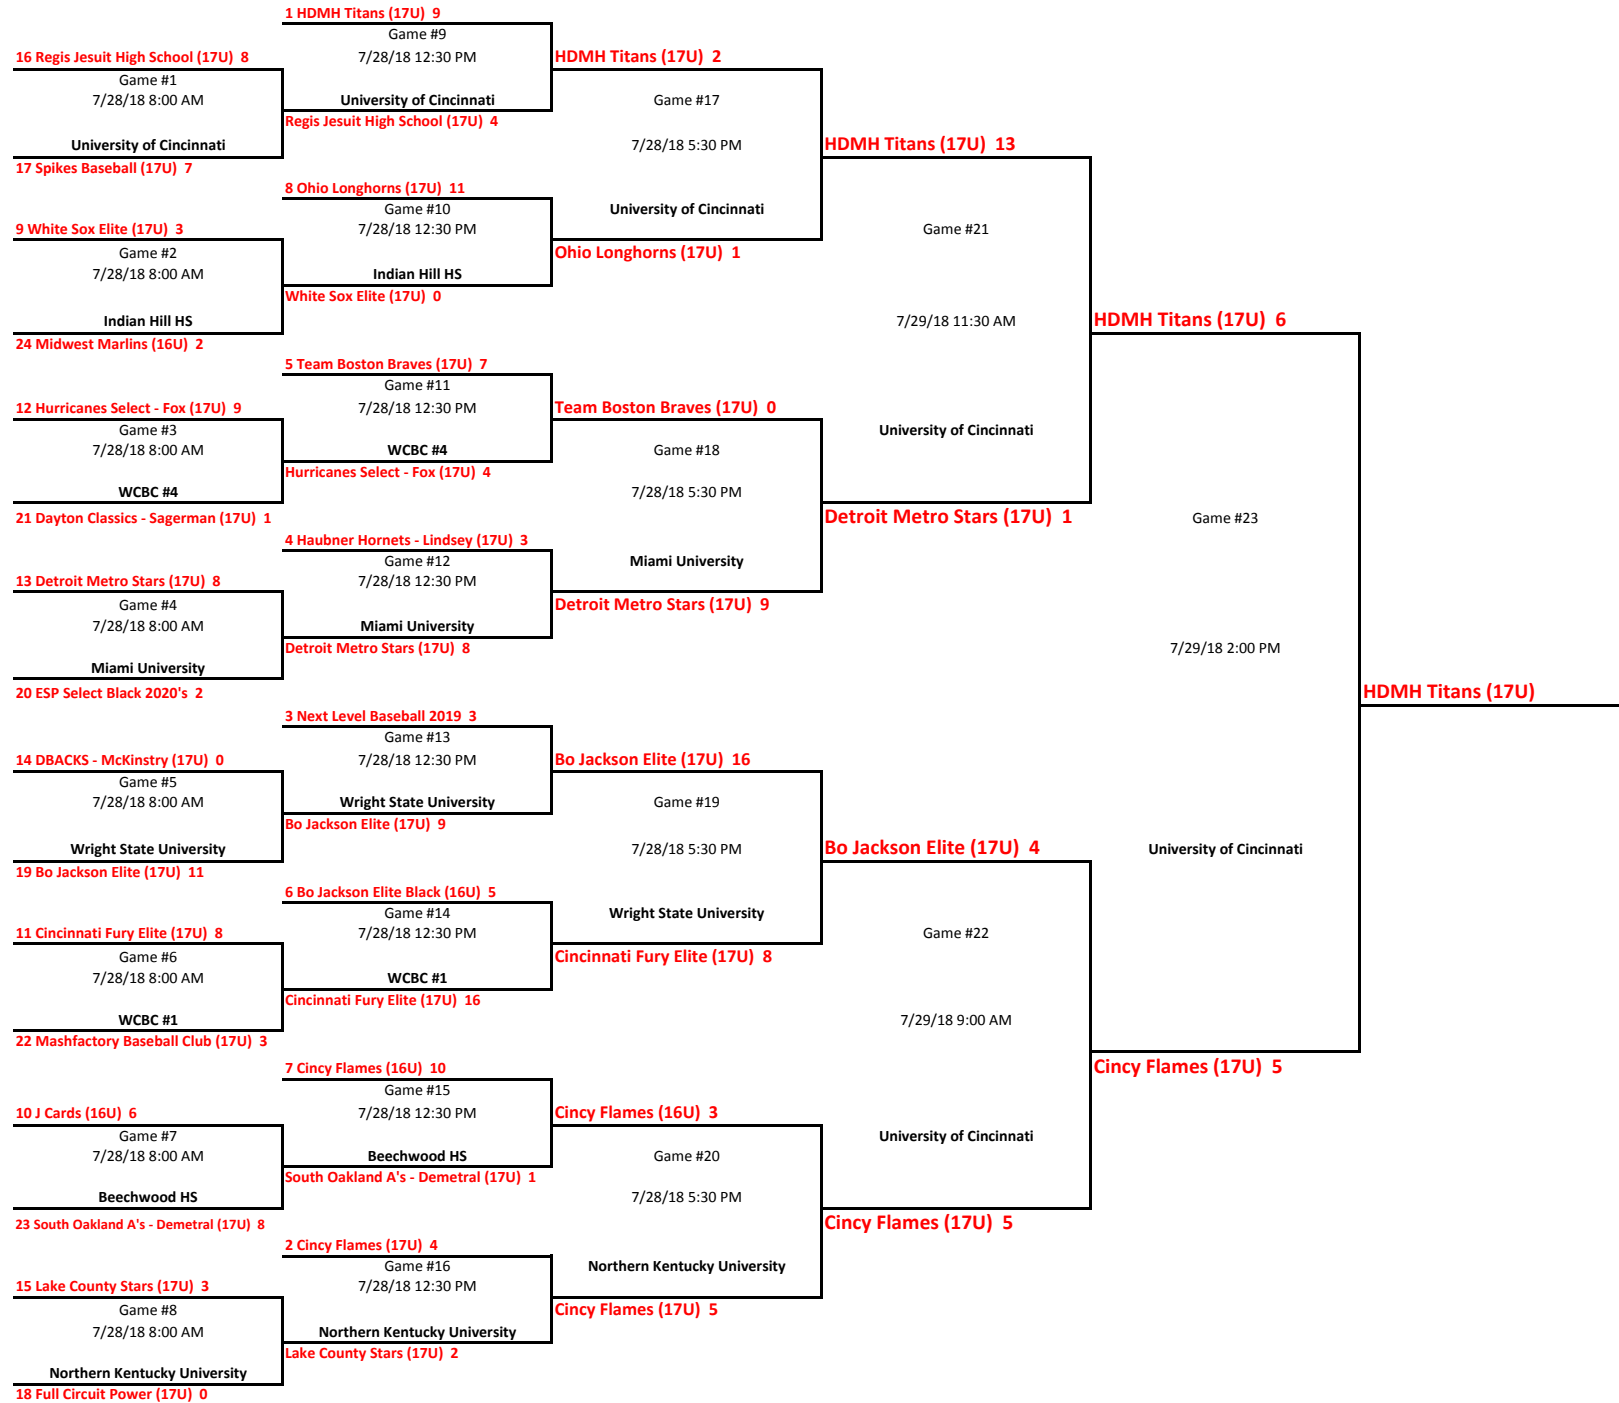 1 HDMH Titans (17U)  9
Game #9
7/28/18 12:30 PM
University of Cincinnati
Regis Jesuit High School (17U)  4
16 Regis Jesuit High School (17U)  8
Game #1
7/28/18 8:00 AM
University of Cincinnati
17 Spikes Baseball (17U)  7
8 Ohio Longhorns (17U)  11
Game #10
7/28/18 12:30 PM
Indian Hill HS
White Sox Elite (17U)  0
9 White Sox Elite (17U)  3
Game #2
7/28/18 8:00 AM
Indian Hill HS
24 Midwest Marlins (16U)  2
5 Team Boston Braves (17U)  7
Game #11
7/28/18 12:30 PM
WCBC #4
Hurricanes Select - Fox (17U)  4
12 Hurricanes Select - Fox (17U)  9
Game #3
7/28/18 8:00 AM
WCBC #4
21 Dayton Classics - Sagerman (17U)  1
4 Haubner Hornets - Lindsey (17U)  3
Game #12
7/28/18 12:30 PM
Miami University
Detroit Metro Stars (17U)  8
13 Detroit Metro Stars (17U)  8
Game #4
7/28/18 8:00 AM
Miami University
20 ESP Select Black 2020's  2
3 Next Level Baseball 2019  3
Game #13
7/28/18 12:30 PM
Wright State University
Bo Jackson Elite (17U)  9
14 DBACKS - McKinstry (17U)  0
Game #5
7/28/18 8:00 AM
Wright State University
19 Bo Jackson Elite (17U)  11
6 Bo Jackson Elite Black (16U)  5
Game #14
7/28/18 12:30 PM
WCBC #1
Cincinnati Fury Elite (17U)  16
11 Cincinnati Fury Elite (17U)  8
Game #6
7/28/18 8:00 AM
WCBC #1
22 Mashfactory Baseball Club (17U)  3
7 Cincy Flames (16U)  10
Game #15
7/28/18 12:30 PM
Beechwood HS
South Oakland A's - Demetral (17U)  1
10 J Cards (16U)  6
Game #7
7/28/18 8:00 AM
Beechwood HS
23 South Oakland A's - Demetral (17U)  8
2 Cincy Flames (17U)  4
Game #16
7/28/18 12:30 PM
Northern Kentucky University
Lake County Stars (17U)  2
15 Lake County Stars (17U)  3
Game #8
7/28/18 8:00 AM
Northern Kentucky University
18 Full Circuit Power (17U)  0
HDMH Titans (17U)  2
Game #17
7/28/18 5:30 PM
University of Cincinnati
Ohio Longhorns (17U)  1
Team Boston Braves (17U)  0
Game #18
7/28/18 5:30 PM
Miami University
Detroit Metro Stars (17U)  9
Bo Jackson Elite (17U)  16
Game #19
7/28/18 5:30 PM
Wright State University
Cincinnati Fury Elite (17U)  8
Cincy Flames (16U)  3
Game #20
7/28/18 5:30 PM
Northern Kentucky University
Cincy Flames (17U)  5
HDMH Titans (17U)  13
Game #21
7/29/18 11:30 AM
University of Cincinnati
Detroit Metro Stars (17U)  1
Bo Jackson Elite (17U)  4
Game #22
7/29/18 9:00 AM
University of Cincinnati
Cincy Flames (17U)  5
HDMH Titans (17U)  6
Game #23
7/29/18 2:00 PM
University of Cincinnati
Cincy Flames (17U)  5
HDMH Titans (17U)